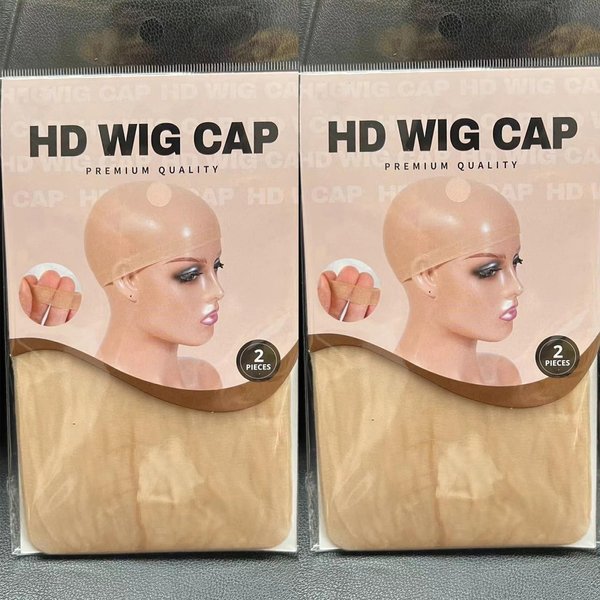 HD WIG CAP
PREMIUM QUALITY
2
PIECES
HD WIG CAP
PREMIUM QUALITY
2
PIECES